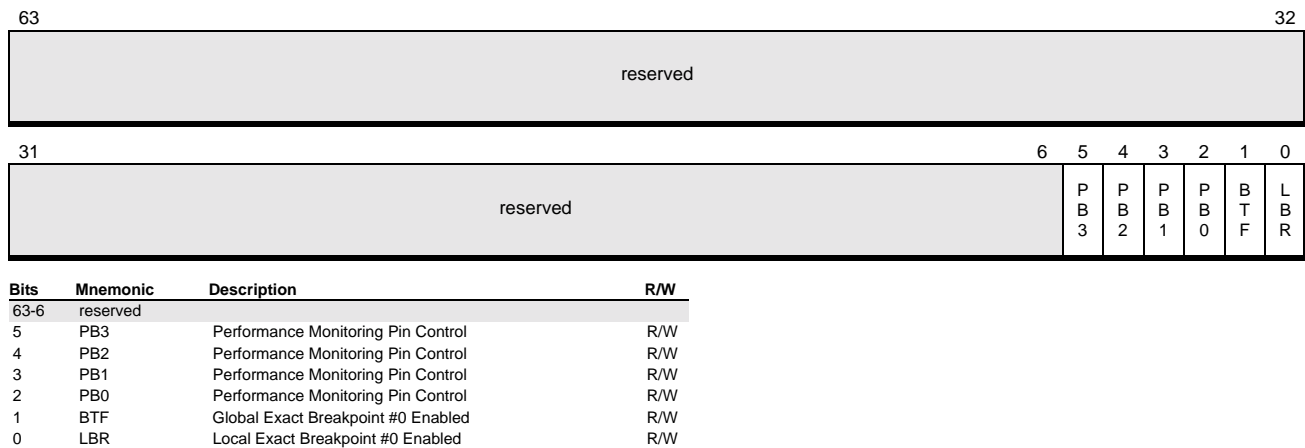 63 32
reserved
31 6 5 4 3 2 1 0
reserved
P B 3
P B 2
P B 1
P B 0
B T F
L B R
Bits Mnemonic Description R/W
63-6 reserved
5 PB3 Performance Monitoring Pin Control R/W
4 PB2 Performance Monitoring Pin Control R/W
3 PB1 Performance Monitoring Pin Control R/W
2 PB0 Performance Monitoring Pin Control R/W
1 BTF Global Exact Breakpoint #0 Enabled R/W
0 LBR Local Exact Breakpoint #0 Enabled R/W